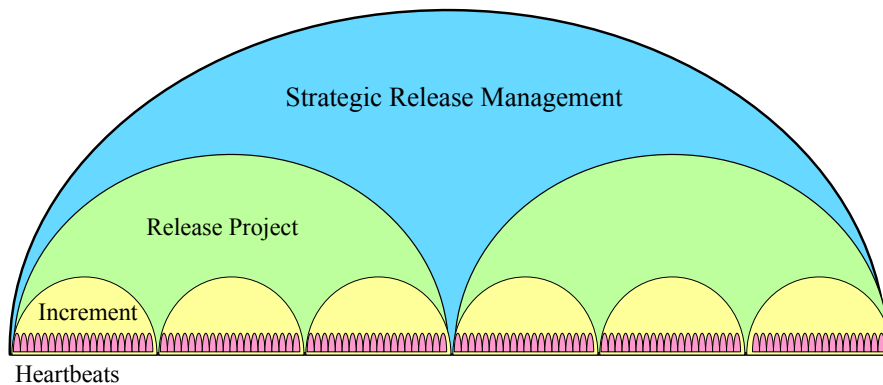 Strategic Release Management
Release Project
Increment
Heartbeats